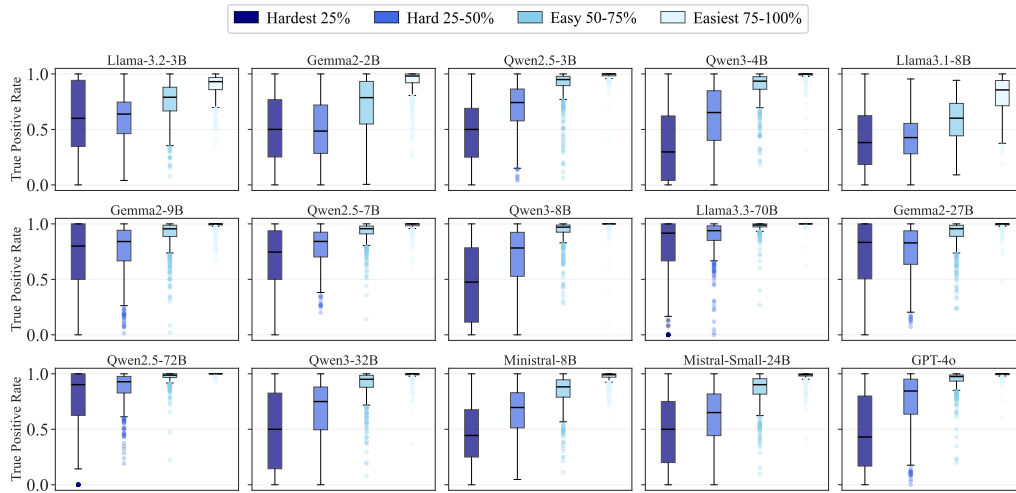 Hardest 25% Hard 25-50% Easy 50-75% Easiest 75-100%
Llama-3.2-3B Gemma2-2B Qwen2.5-3B Qwen3-4B Llama3.1-8B
True Positive Rate
1.0
0.5
0.0
Gemma2-9B Qwen2.5-7B Qwen3-8B Llama3.3-70B Gemma2-27B
True Positive Rate
1.0
0.5
0.0
Qwen2.5-72B Qwen3-32B Ministral-8B Mistral-Small-24B GPT-4o
True Positive Rate
1.0
0.5
0.0